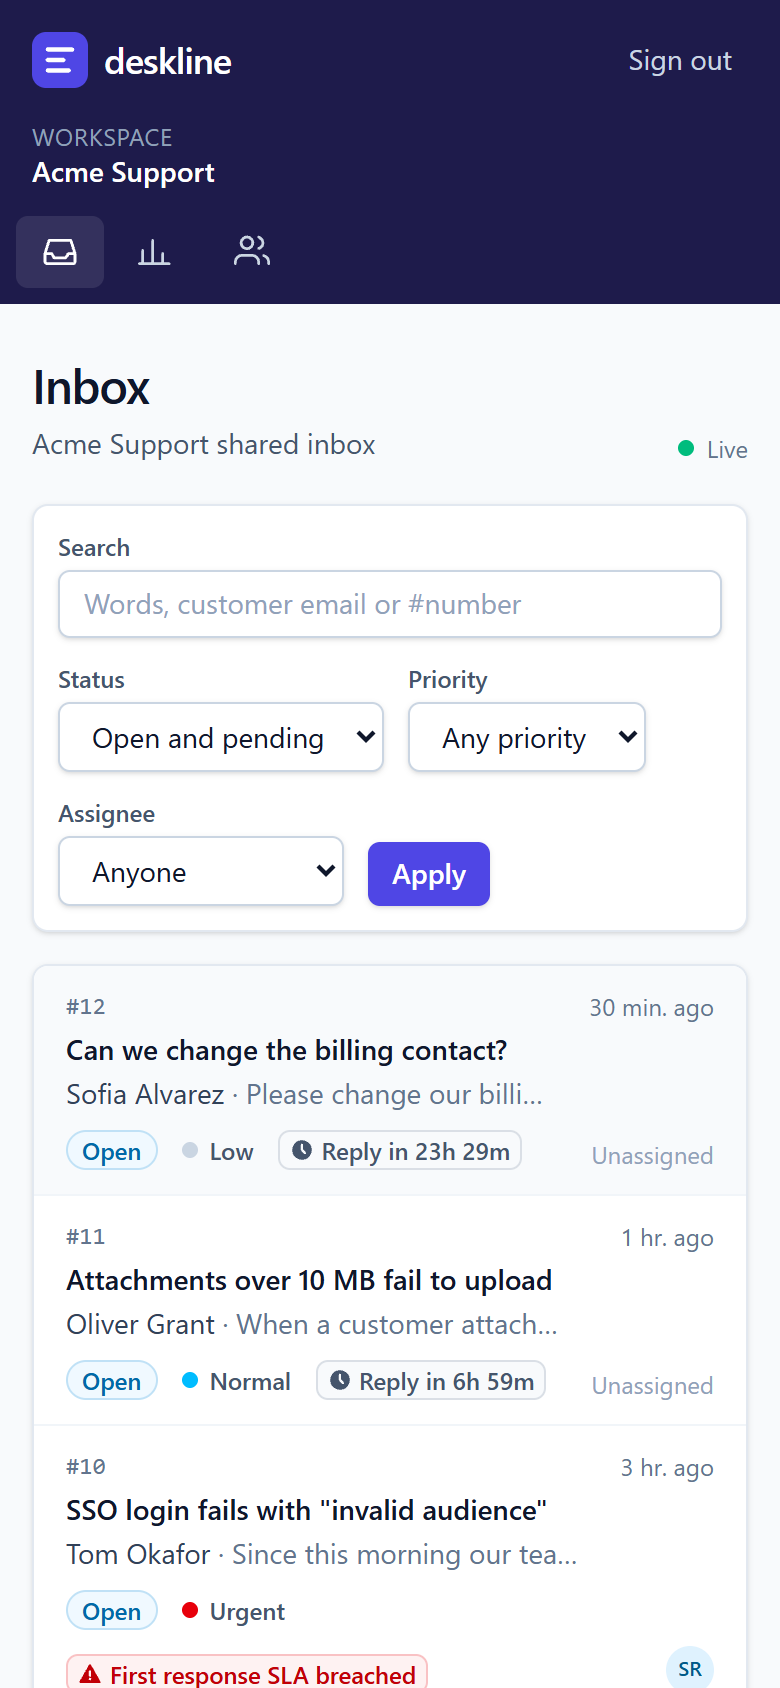 deskline
Sign out
WORKSPACE
Acme Support
Inbox
Acme Support shared inbox
Live
Search
Words, customer email or #number
Status
Priority
Open and pending
Any priority
Assignee
Anyone
Apply
#12
30 min. ago
Can we change the billing contact?
Sofia Alvarez · Please change our billi...
Open
Low
Reply in 23h 29m
Unassigned
#11
1 hr. ago
Attachments over 10 MB fail to upload
Oliver Grant · When a customer attach...
Open
Normal
Reply in 6h 59m
Unassigned
#10
3 hr. ago
SSO login fails with "invalid audience"
Tom Okafor · Since this morning our tea...
Open
Urgent
First response SLA breached
SR